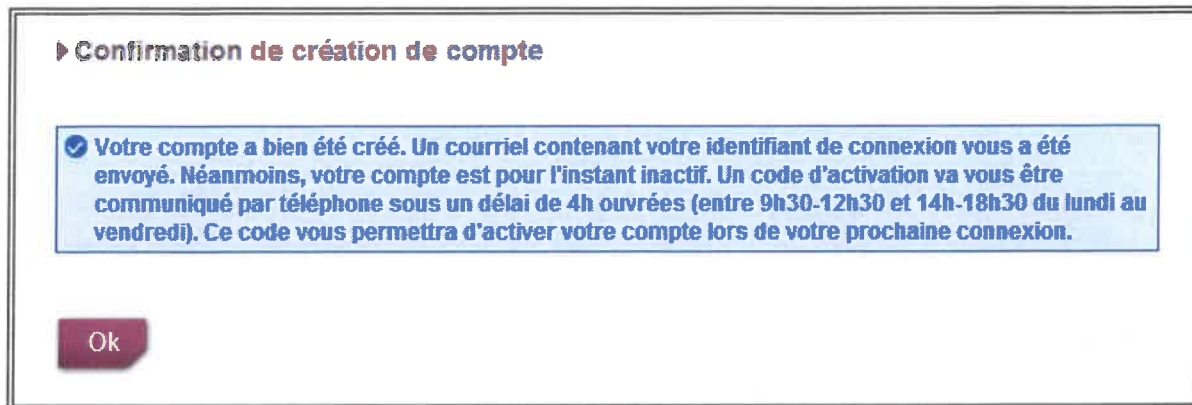 Confirmation de création de compte
Votre compte a bien été créé. Un courriel contenant votre identifiant de connexion vous a été
envoyé. Néanmoins, votre compte est pour l'instant inactif. Un code d'activation va vous être
communiqué par téléphone sous un délai de 4h ouvrées (entre 9h30-12h30 et 14h-18h30 du lundi au
vendredi). Ce code vous permettra d'activer votre compte lors de votre prochaine connexion.
Ok